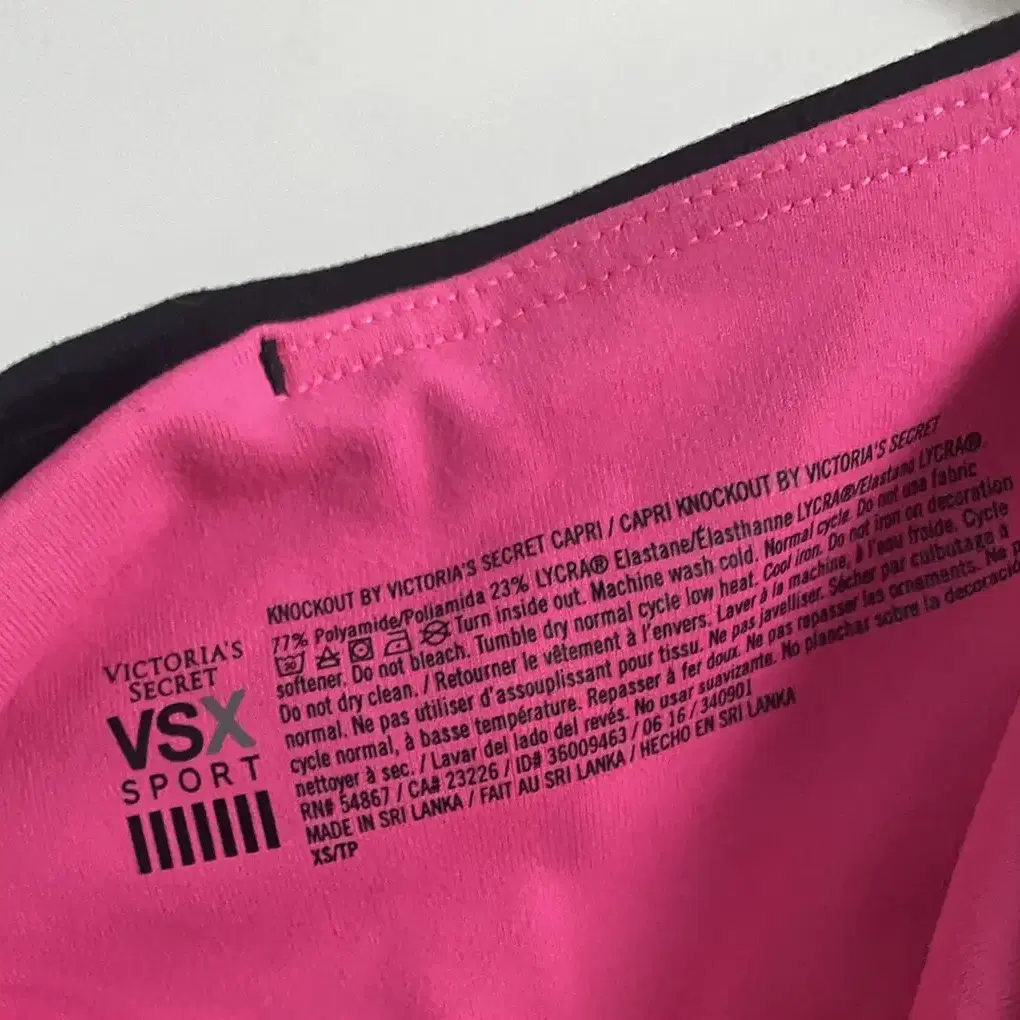 VICTORIA'S
SECRET
VSX
SPORT
KNOCKOUT BY VICTORIA'S SECRET CAPRI / CAPRI KNOCKOUT BY VICTORIA'S SECRET
77% Polyamide/Poliamida 23% LYCRA® Elastane/Élasthanne LYCRA®/Elastano LYCRA®.
30 Turn inside out. Machine wash cold. Normal cycle. Do not use fabric
softener. Do not bleach. Tumble dry normal cycle low heat. Cool iron. Do not iron on decoration
Do not dry clean. / Retourner le vêtement à l'envers. Laver à la machine, à l'eau froide. Cycle
normal. Ne pas utiliser d'assouplissant pour tissu. Ne pas javelliser. Sécher par culbutage à
cycle normal, à basse température. Repasser à fer doux. Ne pas repasser les ornements. Ne
nettoyer à sec. / Lavar del lado del revés. No usar suavizante. No planchar sobre la
RN# 54867 / CA# 23226 / ID# 36009463 / 06 16 / 340901
MADE IN SRI LANKA / FAIT AU SRI LANKA / HECHO EN SRI LANKA
XS/TP